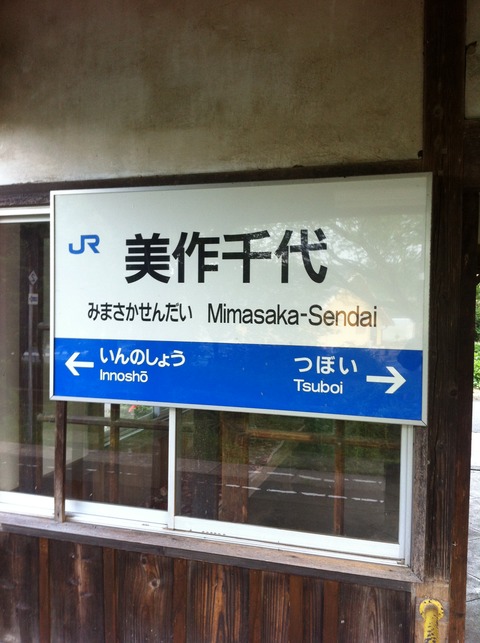 JR 美作千代
みまさかせんだい Mimasaka-Sendai
← いんのしょう
Innoshō
つぼい →
Tsuboi